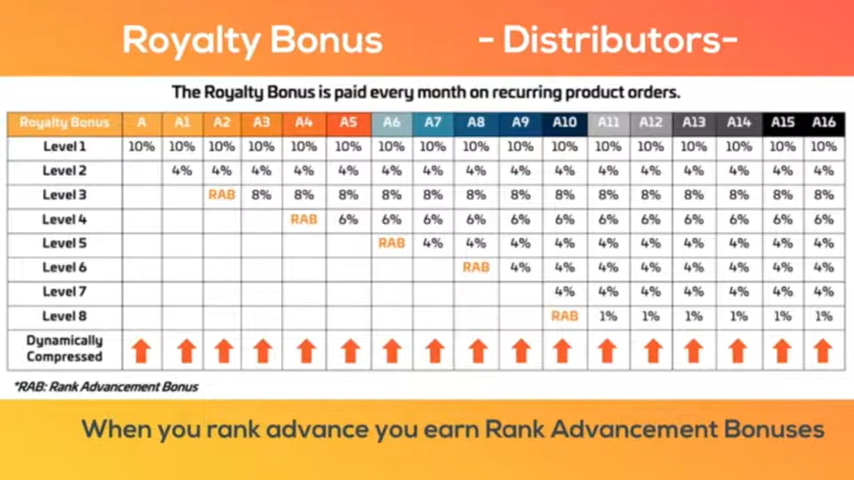 Royalty Bonus - Distributors-
The Royalty Bonus is paid every month on recurring product orders.
Royalty Bonus A A1 A2 A3 A4 A5 A6 A7 A8 A9 A10 A11 A12 A13 A14 A15 A16
Level 1 10% 10% 10% 10% 10% 10% 10% 10% 10% 10% 10% 10% 10% 10% 10% 10% 10%
Level 2 4% 4% 4% 4% 4% 4% 4% 4% 4% 4% 4% 4% 4% 4% 4% 4%
Level 3 RAB 8% 8% 8% 8% 8% 8% 8% 8% 8% 8% 8% 8% 8% 8%
Level 4 RAB 6% 6% 6% 6% 6% 6% 6% 6% 6% 6% 6% 6%
Level 5 RAB 4% 4% 4% 4% 4% 4% 4% 4% 4% 4%
Level 6 RAB 4% 4% 4% 4% 4% 4% 4% 4%
Level 7 4% 4% 4% 4% 4% 4% 4%
Level 8 RAB 1% 1% 1% 1% 1% 1%
Dynamically
Compressed
*RAB: Rank Advancement Bonus
When you rank advance you earn Rank Advancement Bonuses